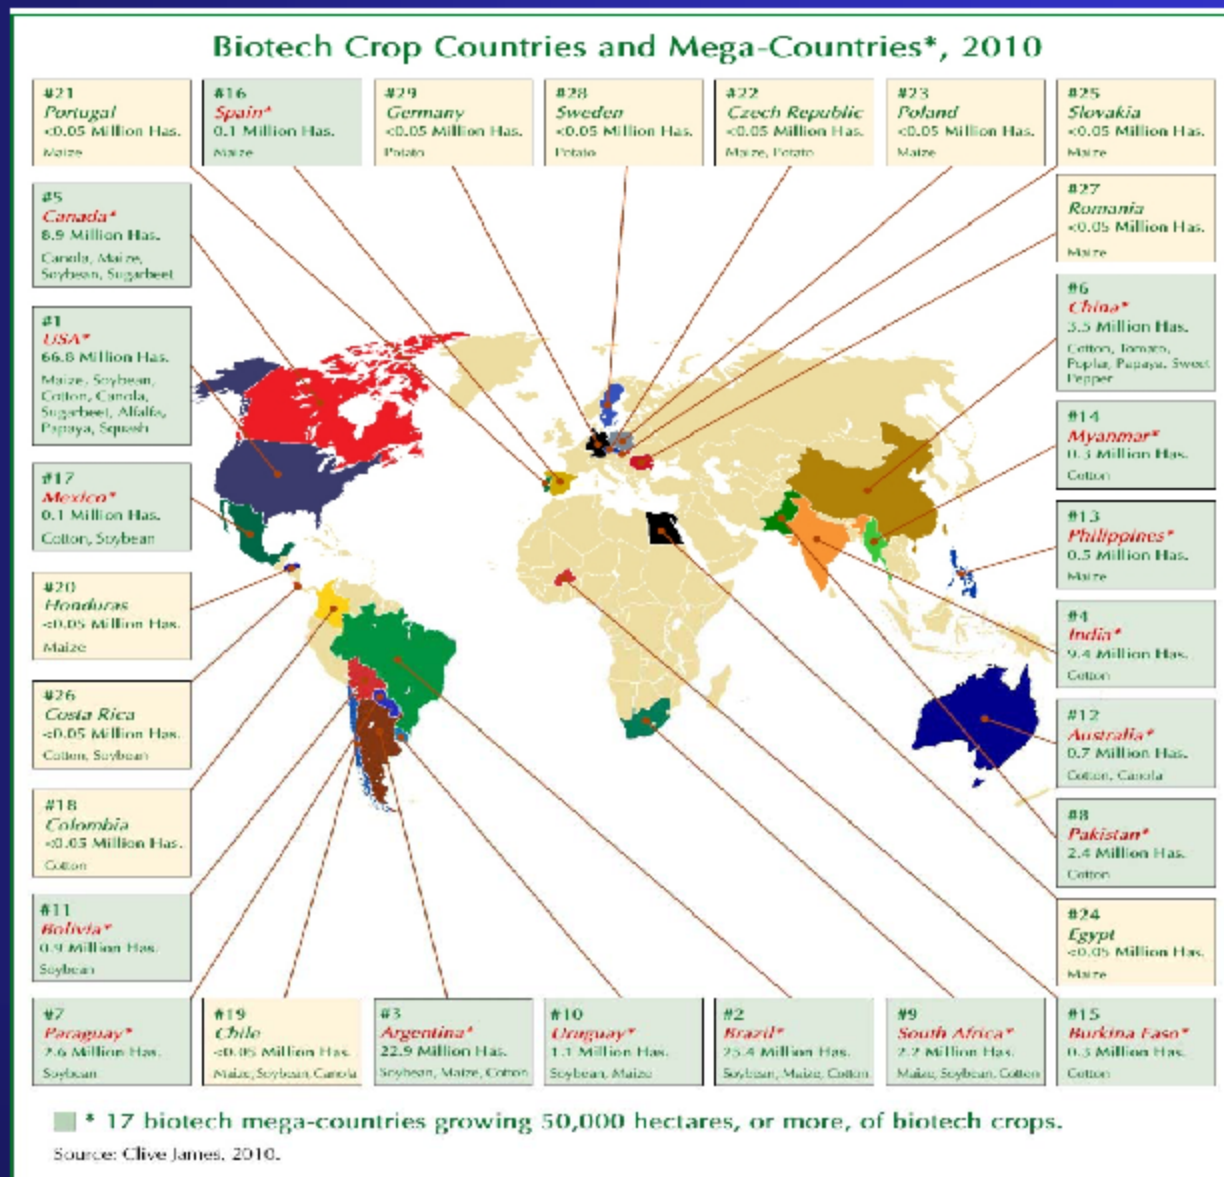 Biotech Crop Countries and Mega-Countries*, 2010
#21
Portugal
<0.05 Million Has.
Maize
#16
Spain*
0.1 Million Has.
Maize
#29
Germany
<0.05 Million Has.
Potato
#28
Sweden
<0.05 Million Has.
Potato
#22
Czech Republic
<0.05 Million Has.
Maize, Potato
#23
Poland
<0.05 Million Has.
Maize
#25
Slovakia
<0.05 Million Has.
Maize
#5
Canada*
8.9 Million Has.
Canola, Maize,
Soybean, Sugarbeet
#1
USA*
66.8 Million Has.
Maize, Soybean,
Cotton, Canola,
Sugarbeet, Alfalfa,
Papaya, Squash
#17
Mexico*
0.1 Million Has.
Cotton, Soybean
#20
Honduras
<0.05 Million Has.
Maize
#26
Costa Rica
<0.05 Million Has.
Cotton, Soybean
#18
Colombia
<0.05 Million Has.
Cotton
#11
Bolivia*
0.9 Million Has.
Soybean
#27
Romania
<0.05 Million Has.
Maize
#6
China*
3.5 Million Has.
Cotton, Tomato,
Poplar, Papaya, Sweet
Pepper
#14
Myanmar*
0.3 Million Has.
Cotton
#13
Philippines*
0.5 Million Has.
Maize
#4
India*
9.4 Million Has.
Cotton
#12
Australia*
0.7 Million Has.
Cotton, Canola
#8
Pakistan*
2.4 Million Has.
Cotton
#24
Egypt
<0.05 Million Has.
Maize
#7
Paraguay*
2.6 Million Has.
Soybean
#19
Chile
<0.05 Million Has.
Maize, Soybean, Canola
#3
Argentina*
22.9 Million Has.
Soybean, Maize, Cotton
#10
Uruguay*
1.1 Million Has.
Soybean, Maize
#2
Brazil*
25.4 Million Has.
Soybean, Maize, Cotton
#9
South Africa*
2.2 Million Has.
Maize, Soybean, Cotton
#15
Burkina Faso*
0.3 Million Has.
Cotton
* 17 biotech mega-countries growing 50,000 hectares, or more, of biotech crops.
Source: Clive James, 2010.